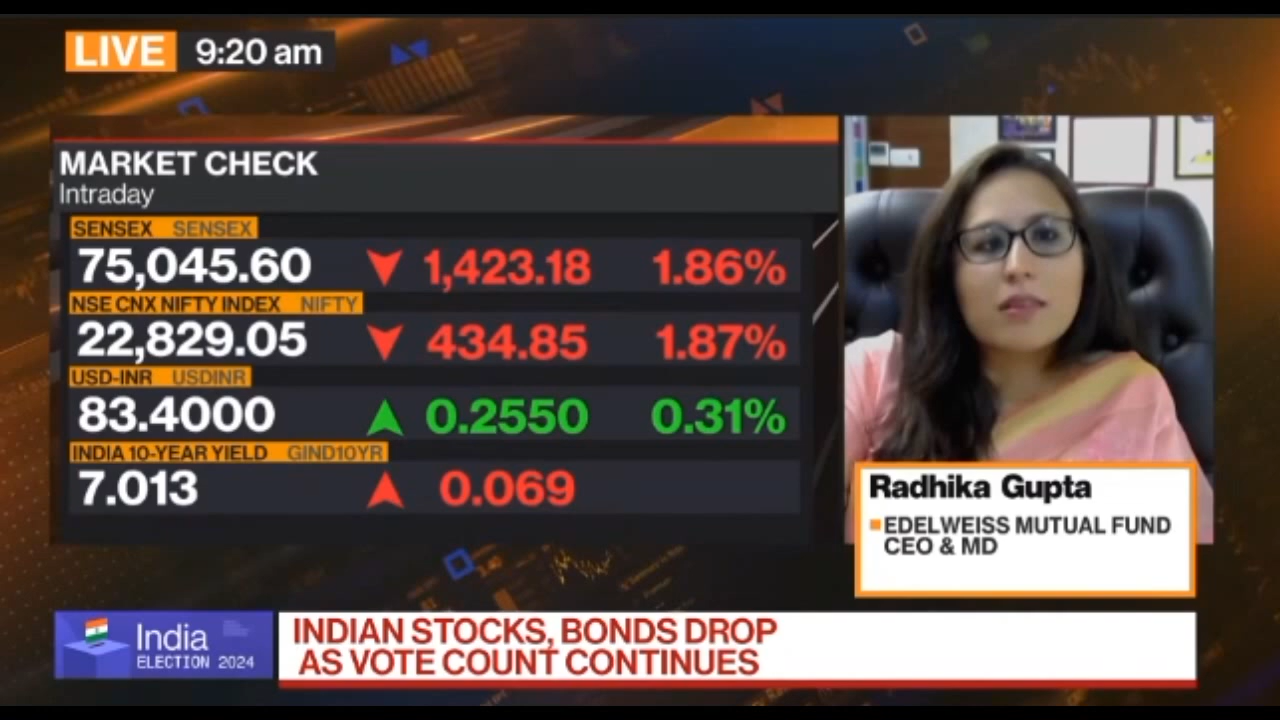 LIVE 9:20 am
MARKET CHECK
Intraday
SENSEX SENSEX
75,045.60 1,423.18 1.86%
NSE CNX NIFTY INDEX NIFTY
22,829.05 434.85 1.87%
USD-INR USDINR
83.4000 0.2550 0.31%
INDIA 10-YEAR YIELD GIND10YR
7.013 0.069
Radhika Gupta
EDELWEISS MUTUAL FUND
CEO & MD
India
ELECTION 2024
INDIAN STOCKS, BONDS DROP
AS VOTE COUNT CONTINUES